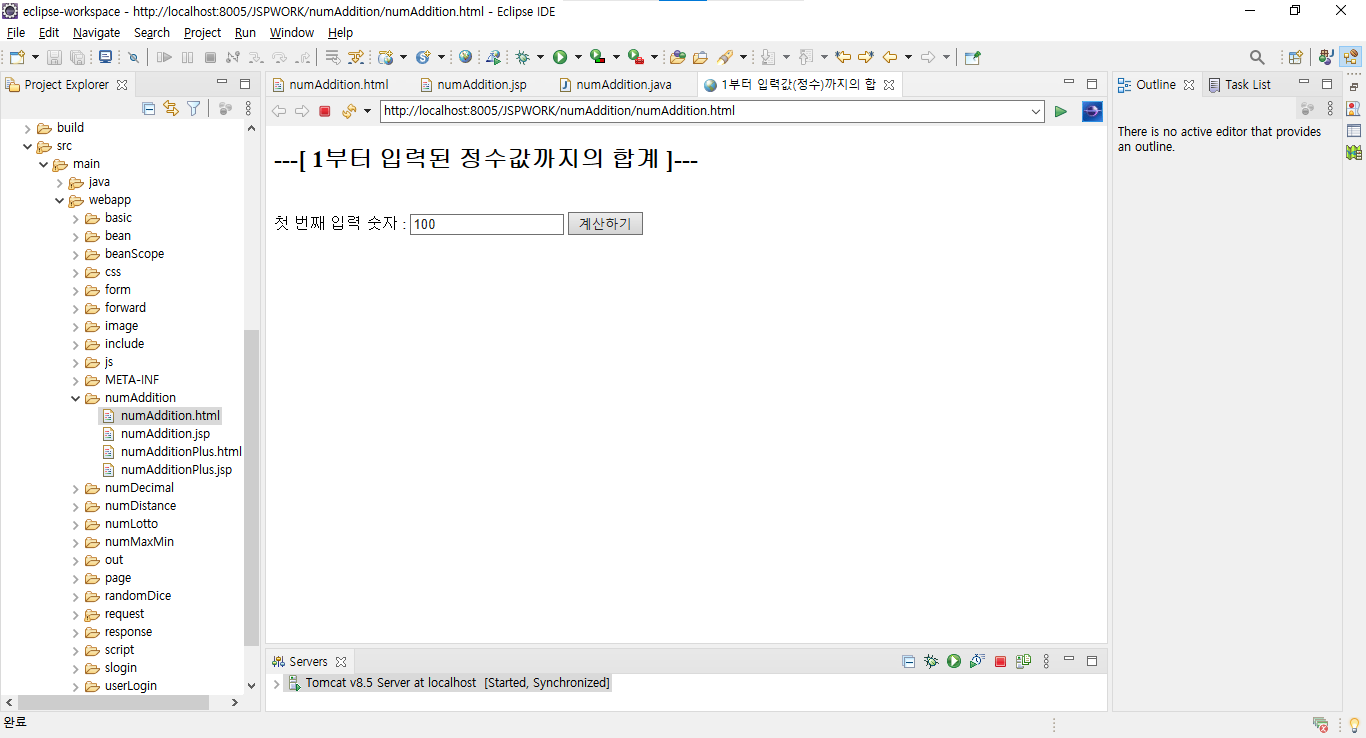 eclipse-workspace - http://localhost:8005/JSPWORK/numAddition/numAddition.html - Eclipse IDE
File Edit Navigate Search Project Run Window Help
Project Explorer
build
src
main
java
webapp
basic
bean
beanScope
css
form
forward
image
include
js
META-INF
numAddition
numAddition.html
numAddition.jsp
numAdditionPlus.html
numAdditionPlus.jsp
numDecimal
numDistance
numLotto
numMaxMin
out
page
randomDice
request
response
script
slogin
userLogin
numAddition.html numAddition.jsp numAddition.java 1부터 입력값(정수)까지의 합
http://localhost:8005/JSPWORK/numAddition/numAddition.html
---[ 1부터 입력된 정수값까지의 합계 ]---
첫 번째 입력 숫자 : 100 계산하기
Servers
Tomcat v8.5 Server at localhost [Started, Synchronized]
Outline Task List
There is no active editor that provides
an outline.
완료